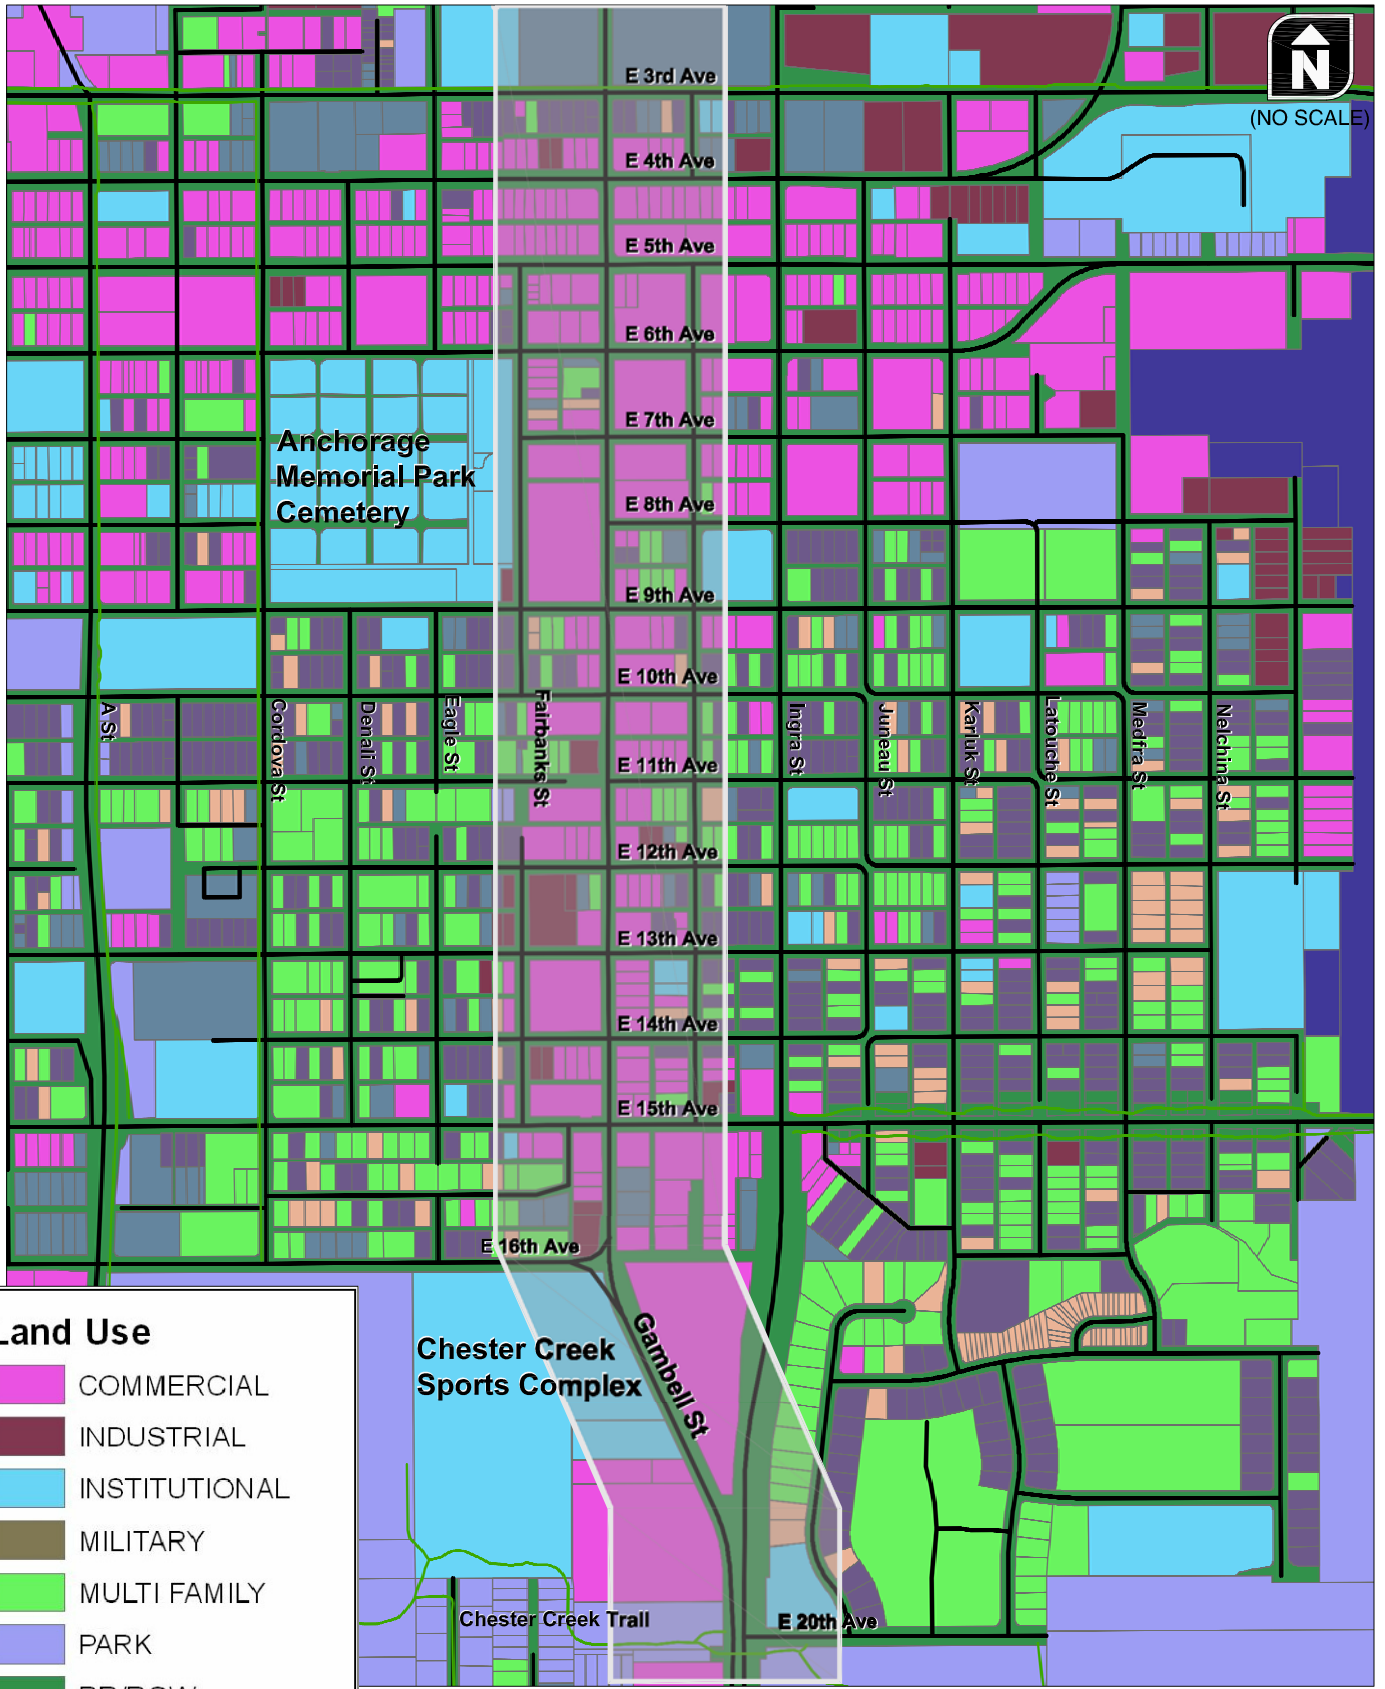 N
(NO SCALE)
E 3rd Ave
E 4th Ave
E 5th Ave
E 6th Ave
E 7th Ave
Anchorage
Memorial Park
Cemetery
E 8th Ave
E 9th Ave
E 10th Ave
A St
Cordova St
Denali St
Eagle St
Fairbanks St
Ingra St
Juneau St
Karluk St
Latouche St
Medfra St
Nelchina St
E 11th Ave
E 12th Ave
E 13th Ave
E 14th Ave
E 15th Ave
E 16th Ave
Gambell St
Chester Creek
Sports Complex
Land Use
COMMERCIAL
INDUSTRIAL
INSTITUTIONAL
MILITARY
MULTI FAMILY
PARK
Chester Creek Trail
E 20th Ave